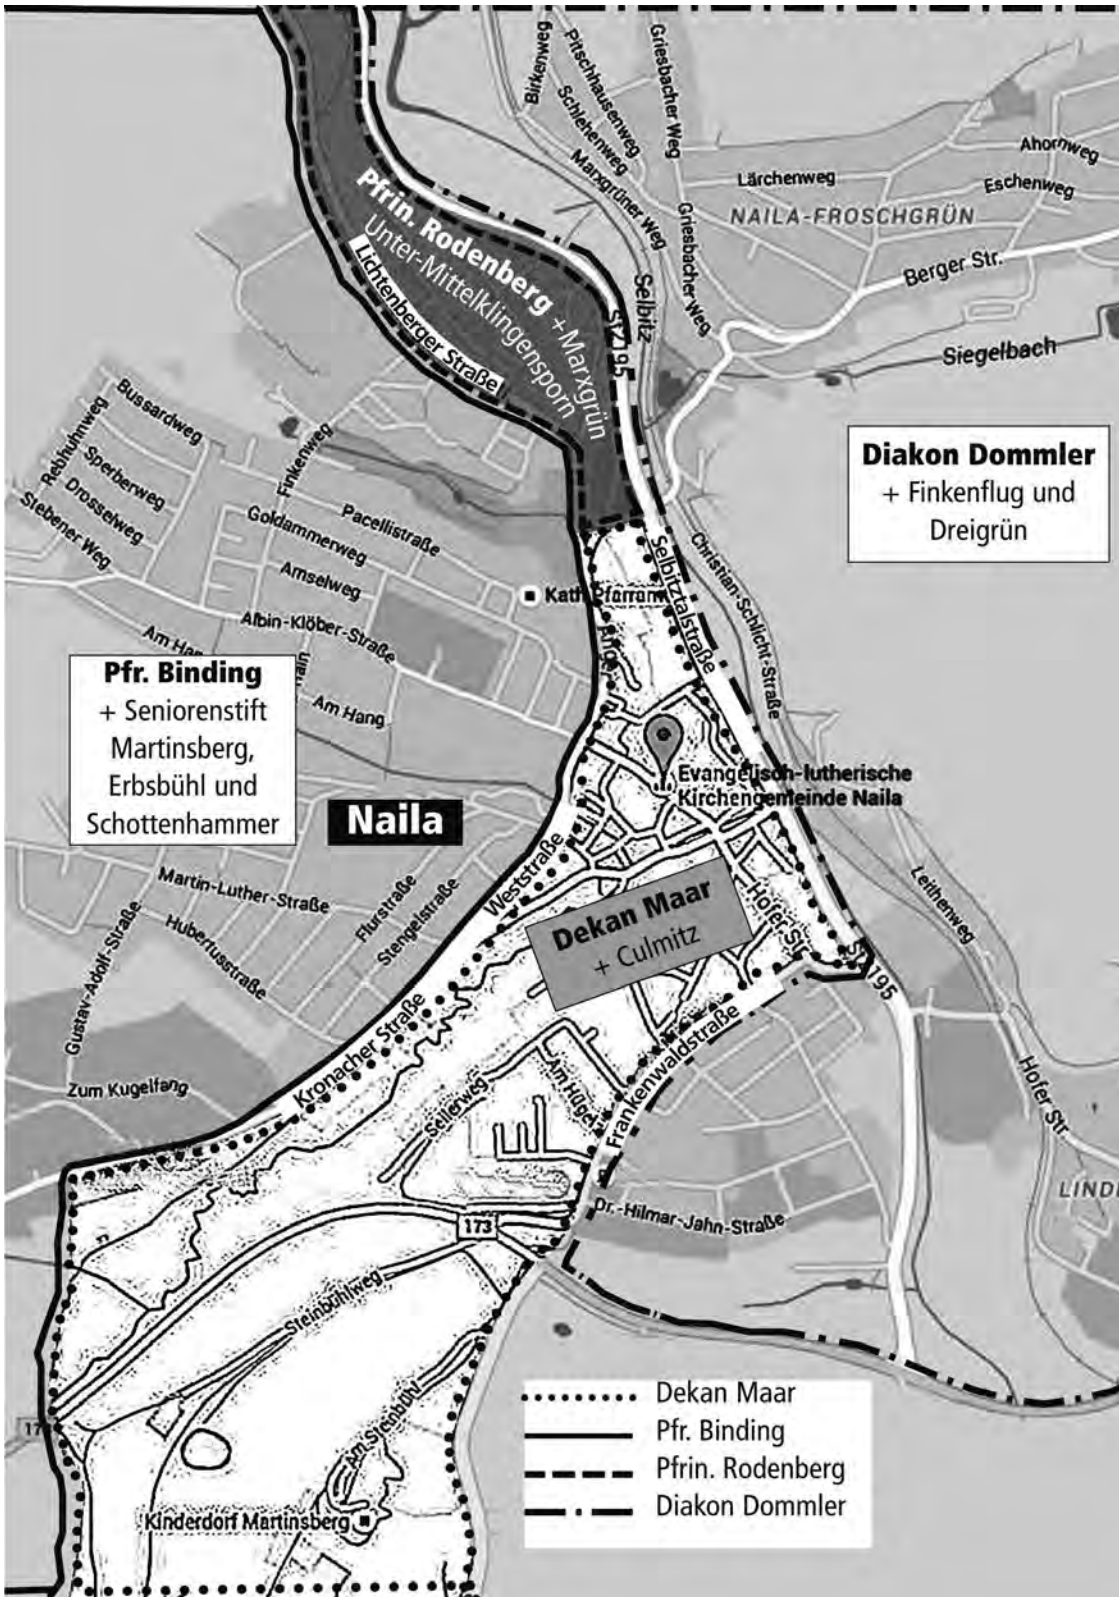 Birkenweg
Pitschhausenweg
Schlehenweg
Marxgrüner Weg
Griesbacher Weg
Griesbacher Weg
Ahornweg
Lärchenweg
Eschenweg
NAILA-FROSCHGRÜN
Berger Str.
Siegelbach
Selbitz
St2195
Pfrin. Rodenberg + Marxgrün
Unter-Mittelklingensporn
Lichtenberger Straße
Bussardweg
Rebhuhnweg
Sperberweg
Drosselweg
Stebener Weg
Finkenweg
Goldammerweg
Pacellistraße
Amselweg
Albin-Klöber-Straße
Am Hang
Kath. Pfarramt
Anger
Selbitztalstraße
Christian-Schlicht-Straße
Diakon Dommler
+ Finkenflug und
Dreigrün
Pfr. Binding
+ Seniorenstift
Martinsberg,
Erbsbühl und
Schottenhammer
Naila
Evangelisch-lutherische
Kirchengemeinde Naila
Weststraße
Martin-Luther-Straße
Flurstraße
Stengelstraße
Hubertusstraße
Gustav-Adolf-Straße
Dekan Maar
+ Culmitz
Hofer Str.
Leithenweg
Zum Kugelfang
Kronacher Straße
Sellerweg
Am Hügel
Frankenwaldstraße
Hofer Str.
Dr.-Hilmar-Jahn-Straße
173
Steinbühlweg
Am Steinbühl
Kinderdorf Martinsberg
Dekan Maar
Pfr. Binding
Pfrin. Rodenberg
Diakon Dommler